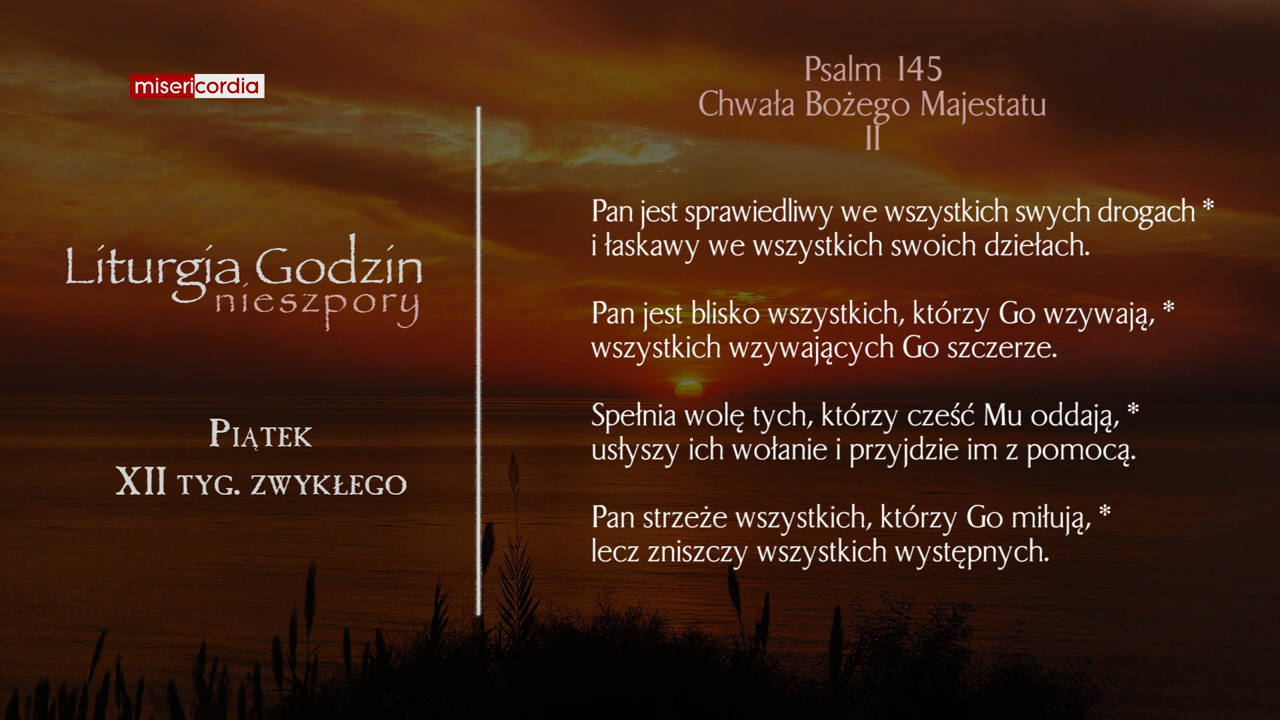 misericordia
Liturgia Godzin
nieszpory
Piątek
XII tyg. zwykłego
Psalm 145
Chwała Bożego Majestatu
II
Pan jest sprawiedliwy we wszystkich swych drogach *
i łaskawy we wszystkich swoich dziełach.
Pan jest blisko wszystkich, którzy Go wzywają, *
wszystkich wzywających Go szczerze.
Spełnia wolę tych, którzy cześć Mu oddają, *
usłyszy ich wołanie i przyjdzie im z pomocą.
Pan strzeże wszystkich, którzy Go miłują, *
lecz zniszczy wszystkich występnych.